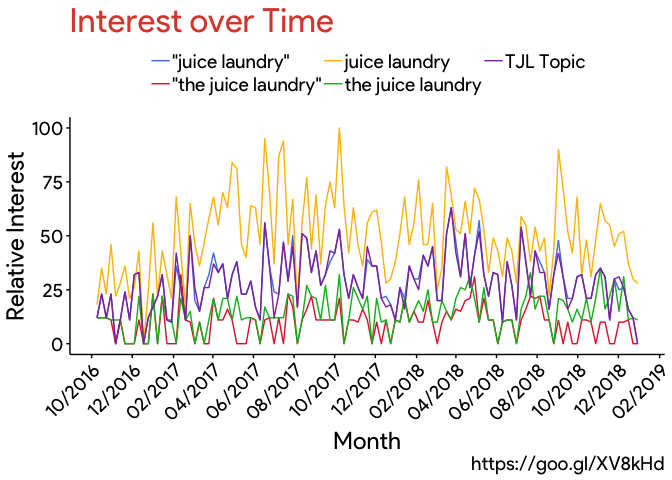 Interest over Time
"juice laundry" juice laundry TJL Topic
"the juice laundry" the juice laundry
Relative Interest
100
75
50
25
0
10/2016 12/2016 02/2017 04/2017 06/2017 08/2017 10/2017 12/2017 02/2018 04/2018 06/2018 08/2018 10/2018 12/2018 02/2019
Month
https://goo.gl/XV8kHd